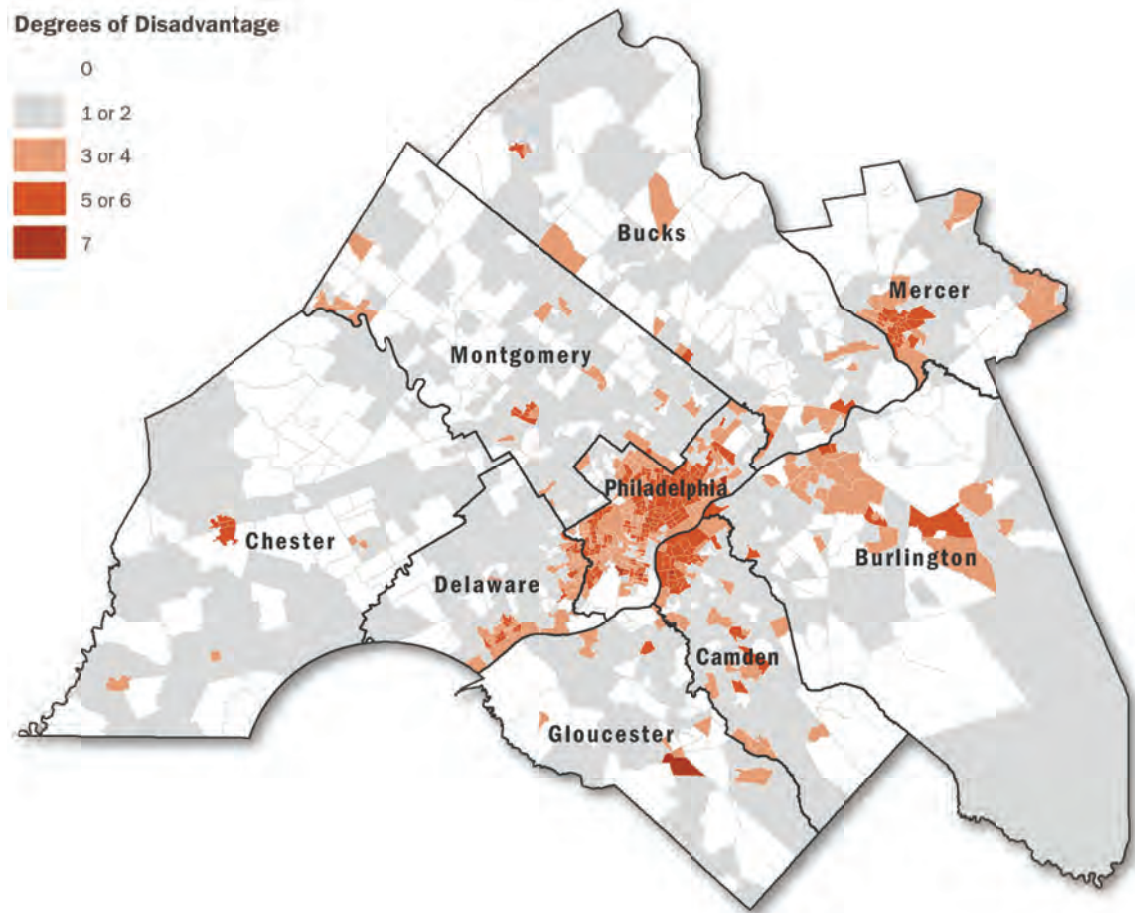 Degrees of Disadvantage
0
1 or 2
3 or 4
5 or 6
7
Bucks
Mercer
Montgomery
Philadelphia
Chester
Burlington
Delaware
Camden
Gloucester